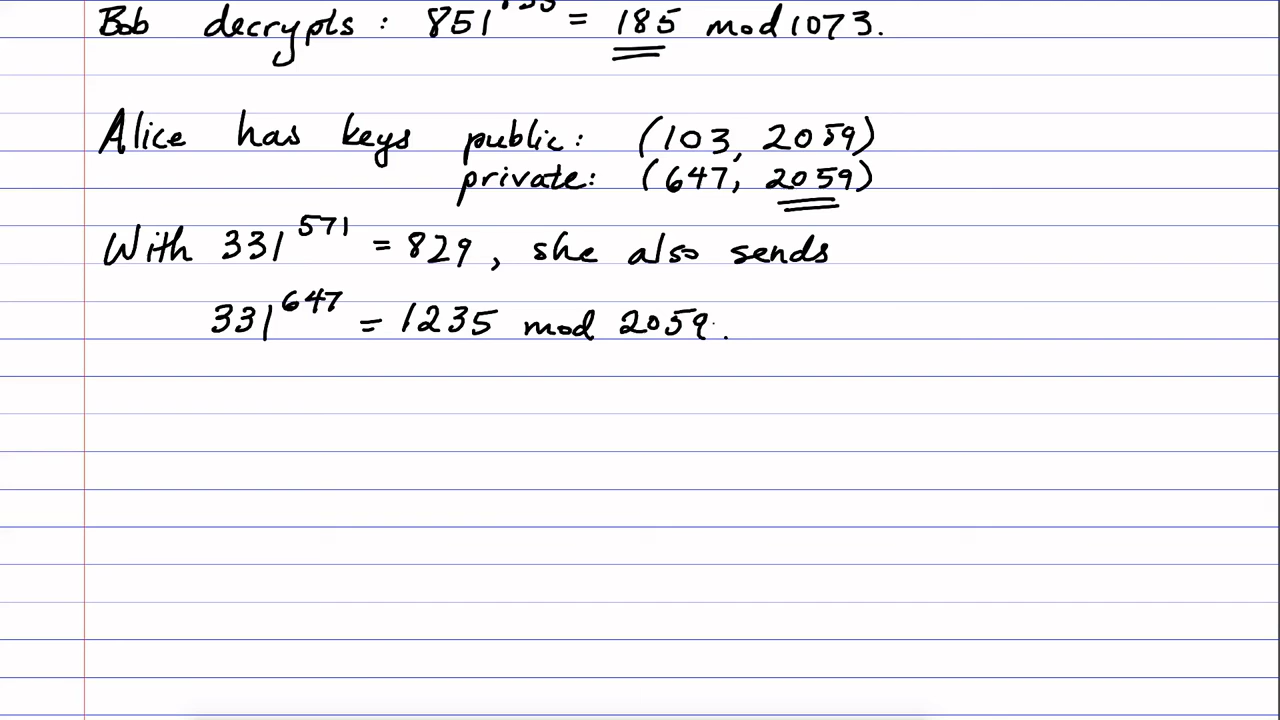 Bob decrypts : 851 = 185 mod 1073.
Alice has keys public: (103, 2059)
private: (647, 2059)
With 331^571 = 829, she also sends
331^647 = 1235 mod 2059.